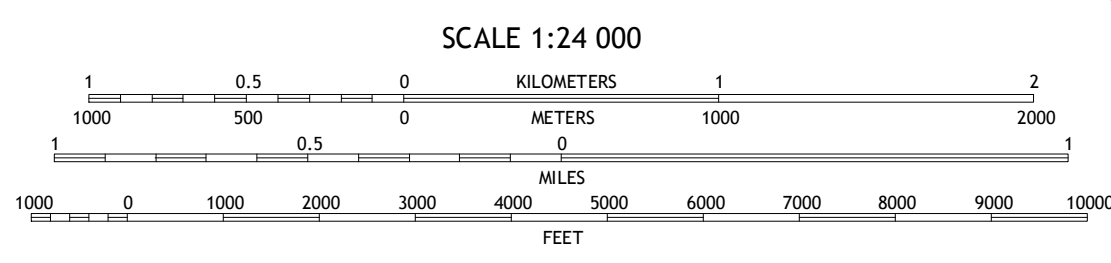 SCALE 1:24 000
1 0.5 0 KILOMETERS 1 2
1000 500 0 METERS 1000 2000
1 0.5 0 1
MILES
1000 0 1000 2000 3000 4000 5000 6000 7000 8000 9000 10000
FEET